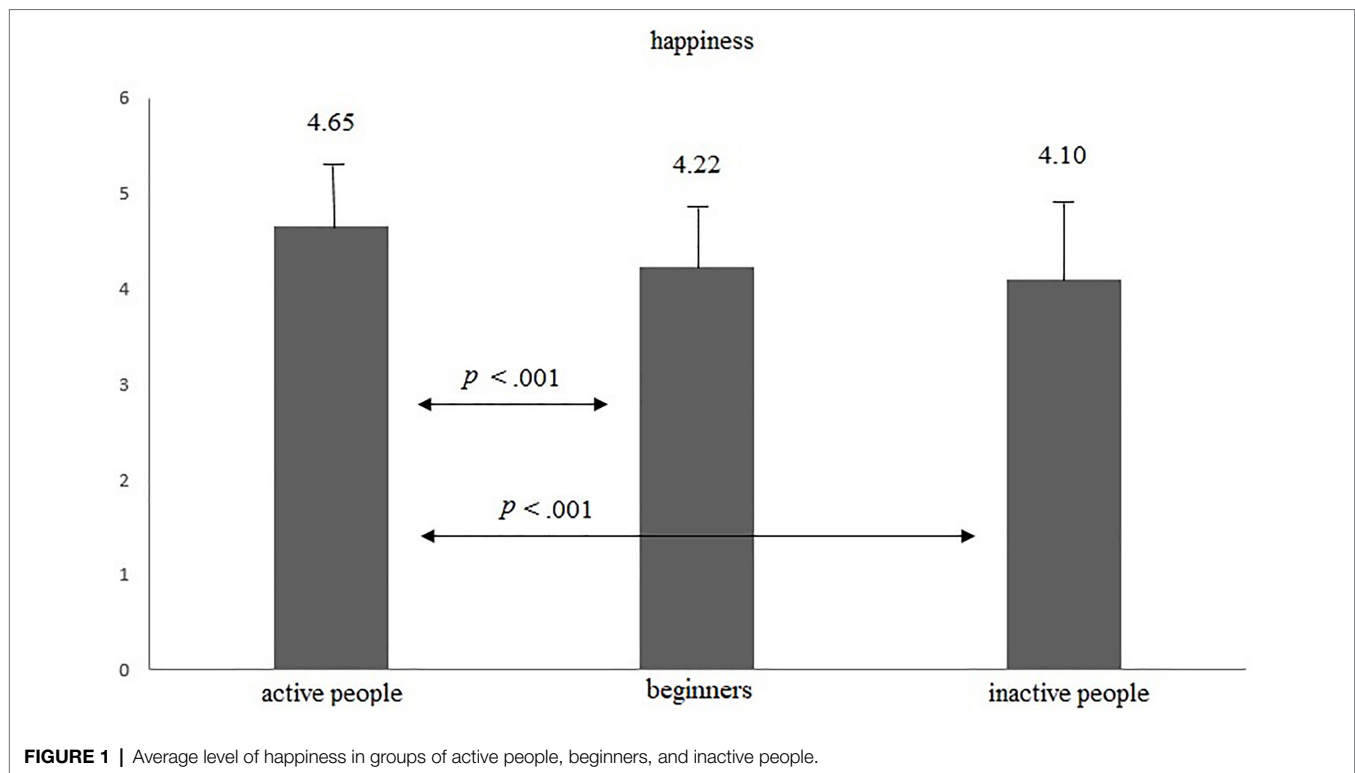 happiness
6
4.65
4.22
4.10
5
4
3
p < .001
2
p < .001
1
0
active people
beginners
inactive people
FIGURE 1 | Average level of happiness in groups of active people, beginners, and inactive people.